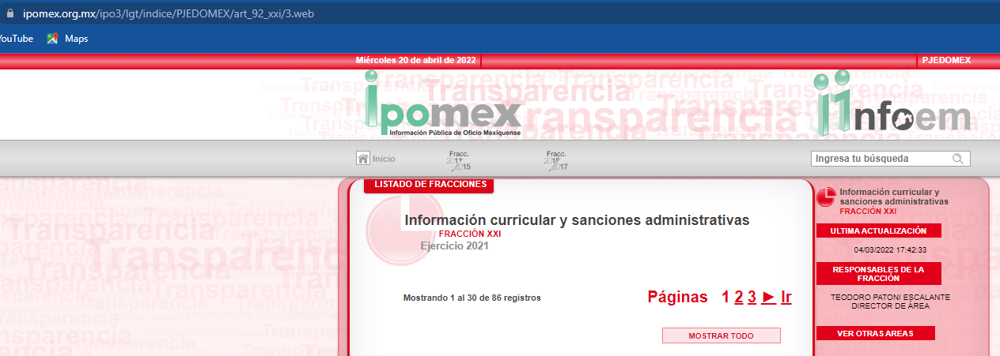 ipomex.org.mx/ipo3/lgt/indice/PJEDOMEX/art_92_xxi/3.web
YouTube Maps
Miércoles 20 de abril de 2022 PJEDOMEX
ipomex
Información Pública de Oficio Mexiquense
Infoem
Inicio
Fracc.
/2015
Fracc.
/2017
Ingresa tu búsqueda
LISTADO DE FRACCIONES
Información curricular y sanciones administrativas
FRACCIÓN XXI
Ejercicio 2021
Mostrando 1 al 30 de 86 registros
Páginas 1 2 3 ► Ir
MOSTRAR TODO
Información curricular y
sanciones administrativas
FRACCIÓN XXI
ULTIMA ACTUALIZACIÓN
04/03/2022 17:42:33
RESPONSABLES DE LA
FRACCIÓN
TEODORO PATONI ESCALANTE
DIRECTOR DE ÁREA
VER OTRAS AREAS
Transparencia